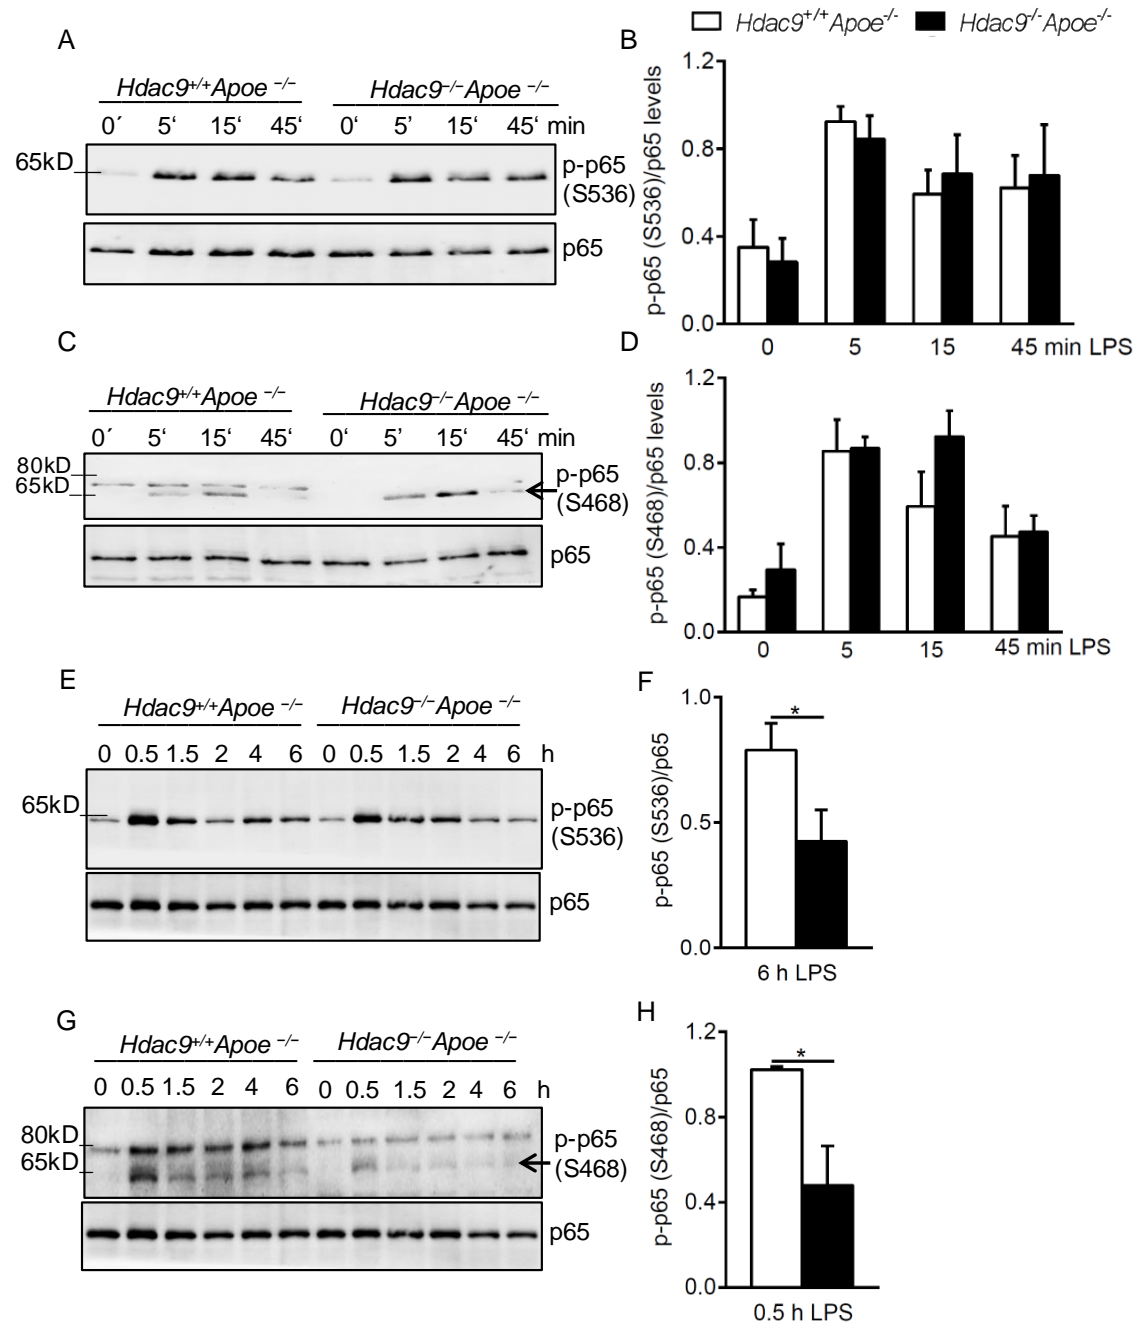 Hdac9+/+Apoe-/- Hdac9-/-Apoe-/-
A
Hdac9+/+Apoe −/− Hdac9−/−Apoe −/−
0´ 5‘ 15‘ 45‘ 0‘ 5’ 15‘ 45‘ min
65kD
p-p65
(S536)
p65
B
p-p65 (S536)/p65 levels
1.2
0.8
0.4
0.0
0 5 15 45 min LPS
C
Hdac9+/+Apoe −/− Hdac9−/−Apoe −/−
0´ 5‘ 15‘ 45‘ 0‘ 5’ 15‘ 45‘ min
80kD
65kD
p-p65
(S468)
p65
D
p-p65 (S468)/p65 levels
1.2
0.8
0.4
0.0
0 5 15 45 min LPS
E
Hdac9+/+Apoe −/− Hdac9−/−Apoe −/−
0 0.5 1.5 2 4 6 0 0.5 1.5 2 4 6 h
65kD
p-p65
(S536)
p65
F
p-p65 (S536)/p65
1.0
0.5
0.0
*
6 h LPS
G
Hdac9+/+Apoe −/− Hdac9−/−Apoe −/−
0 0.5 1.5 2 4 6 0 0.5 1.5 2 4 6 h
80kD
65kD
p-p65
(S468)
p65
H
p-p65 (S468)/p65
1.2
0.8
0.4
0.0
*
0.5 h LPS